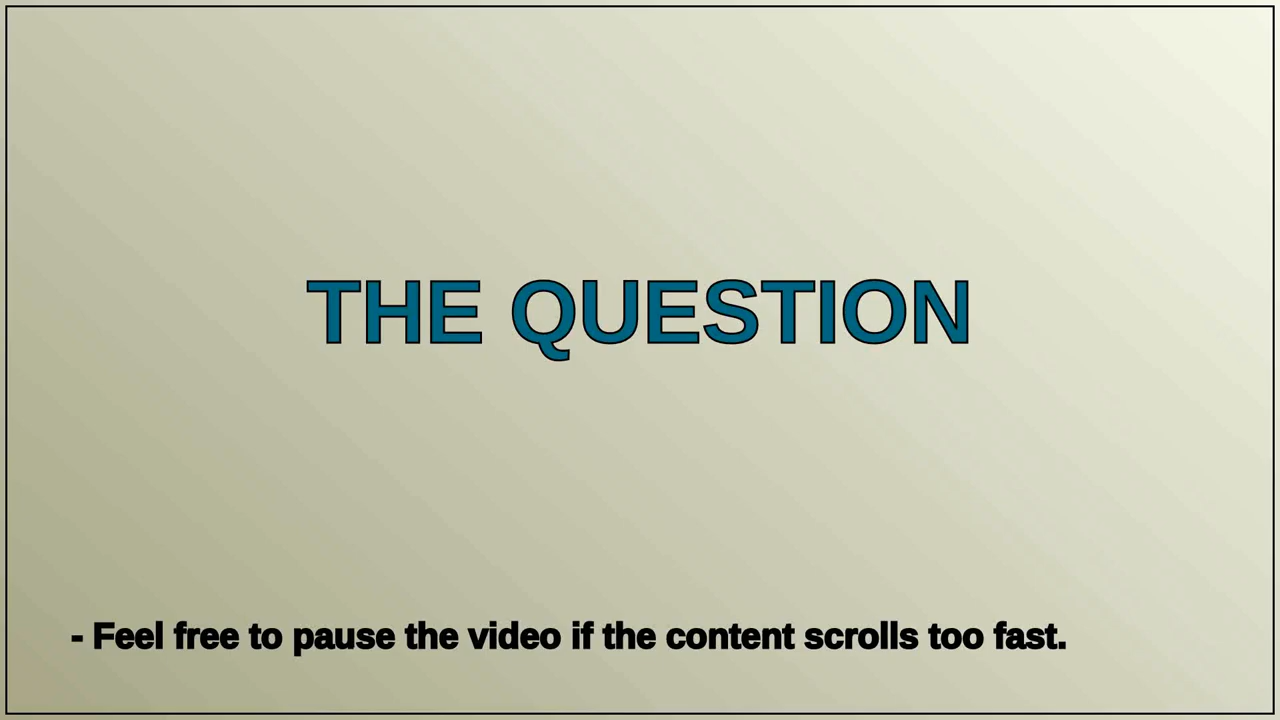 THE QUESTION
- Feel free to pause the video if the content scrolls too fast.